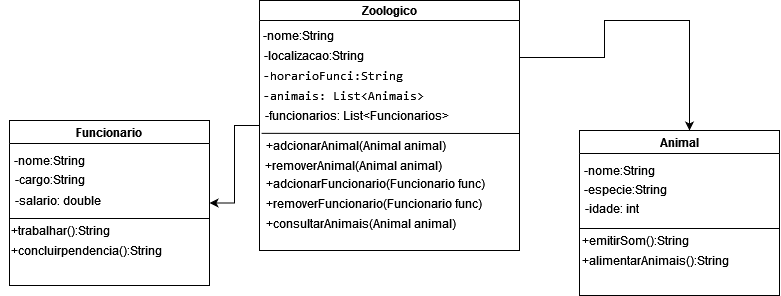 Zoologico
-nome:String
-localizacao:String
-horarioFunci:String
-animais: List<Animais>
-funcionarios: List<Funcionarios>
+adcionarAnimal(Animal animal)
+removerAnimal(Animal animal)
+adcionarFuncionario(Funcionario func)
+removerFuncionario(Funcionario func)
+consultarAnimais(Animal animal)
Funcionario
-nome:String
-cargo:String
-salario: double
+trabalhar():String
+concluirpendencia():String
Animal
-nome:String
-especie:String
-idade: int
+emitirSom():String
+alimentarAnimais():String